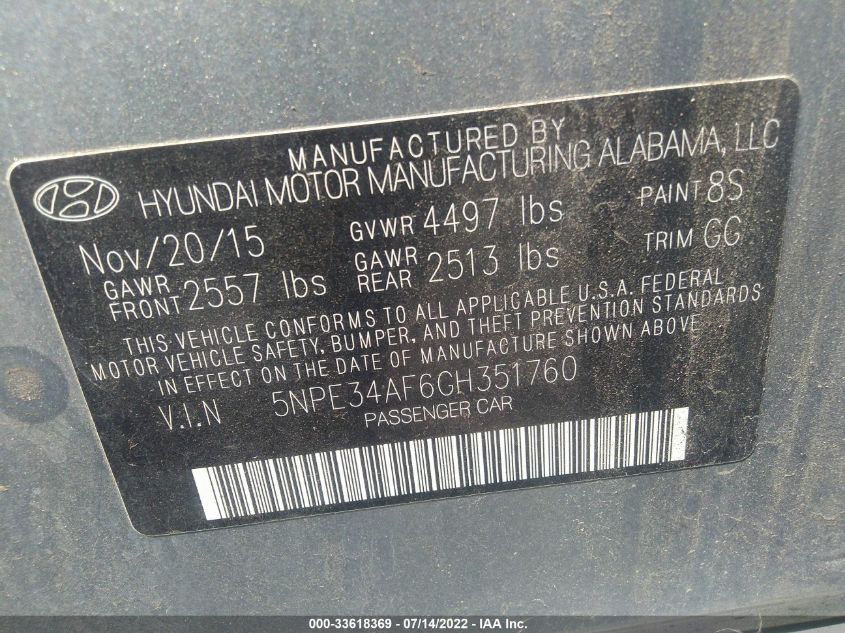 MANUFACTURED BY
HYUNDAI MOTOR MANUFACTURING ALABAMA, LLC
Nov/20/15 GVWR 4497 lbs PAINT 8S
GAWR FRONT 2557 lbs GAWR REAR 2513 lbs TRIM GG
THIS VEHICLE CONFORMS TO ALL APPLICABLE U.S.A. FEDERAL
MOTOR VEHICLE SAFETY, BUMPER, AND THEFT PREVENTION STANDARDS
IN EFFECT ON THE DATE OF MANUFACTURE SHOWN ABOVE
V.I.N 5NPE34AF6GH351760
PASSENGER CAR
000-33618369 - 07/14/2022 - IAA Inc.